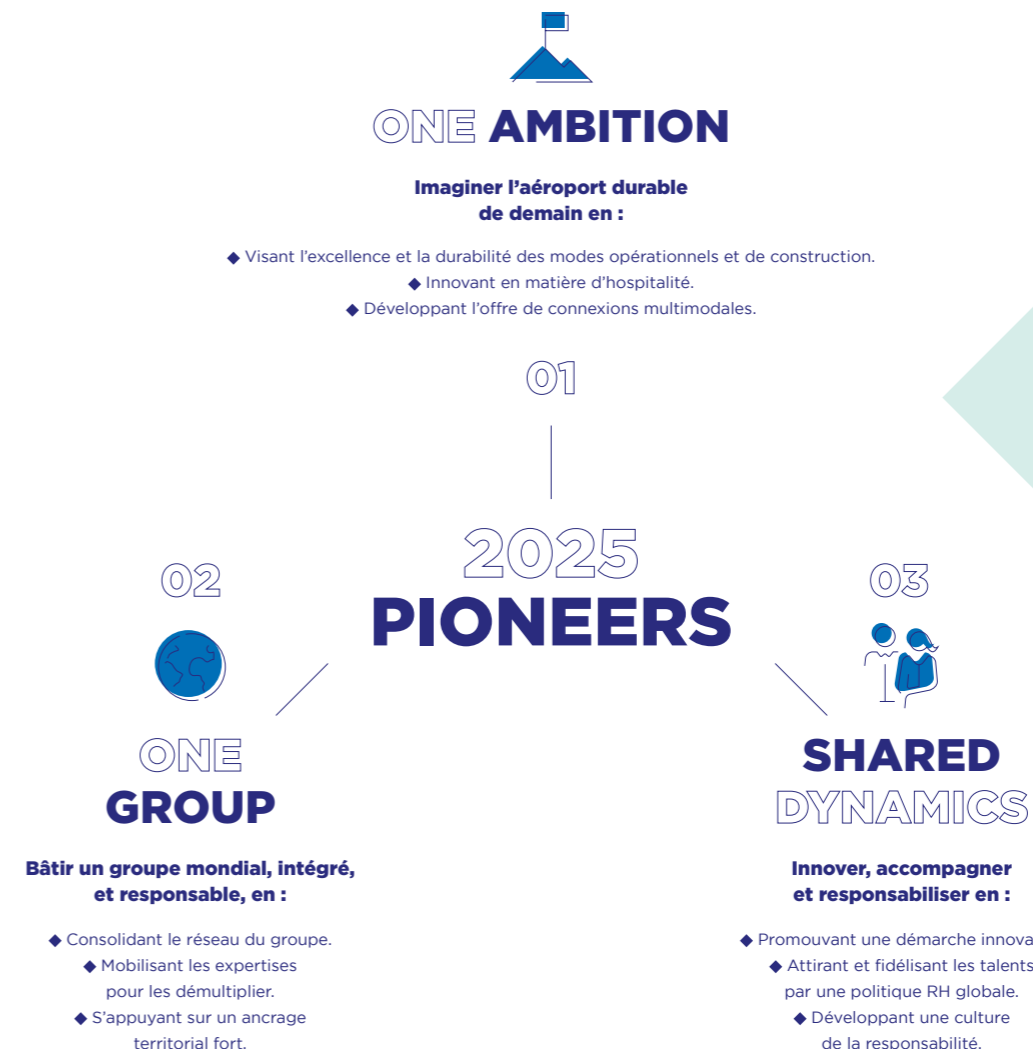 ONE AMBITION
Imaginer l’aéroport durable
de demain en :
◆ Visant l’excellence et la durabilité des modes opérationnels et de construction.
◆ Innovant en matière d’hospitalité.
◆ Développant l’offre de connexions multimodales.
01
2025
PIONEERS
02
ONE
GROUP
Bâtir un groupe mondial, intégré,
et responsable, en :
◆ Consolidant le réseau du groupe.
◆ Mobilisant les expertises
pour les démultiplier.
◆ S’appuyant sur un ancrage
territorial fort.
03
SHARED
DYNAMICS
Innover, accompagner
et responsabiliser en :
◆ Promouvant une démarche
◆ Attirant et fidélisant les talents
par une politique RH globale.
◆ Développant une culture
de la responsabilité.